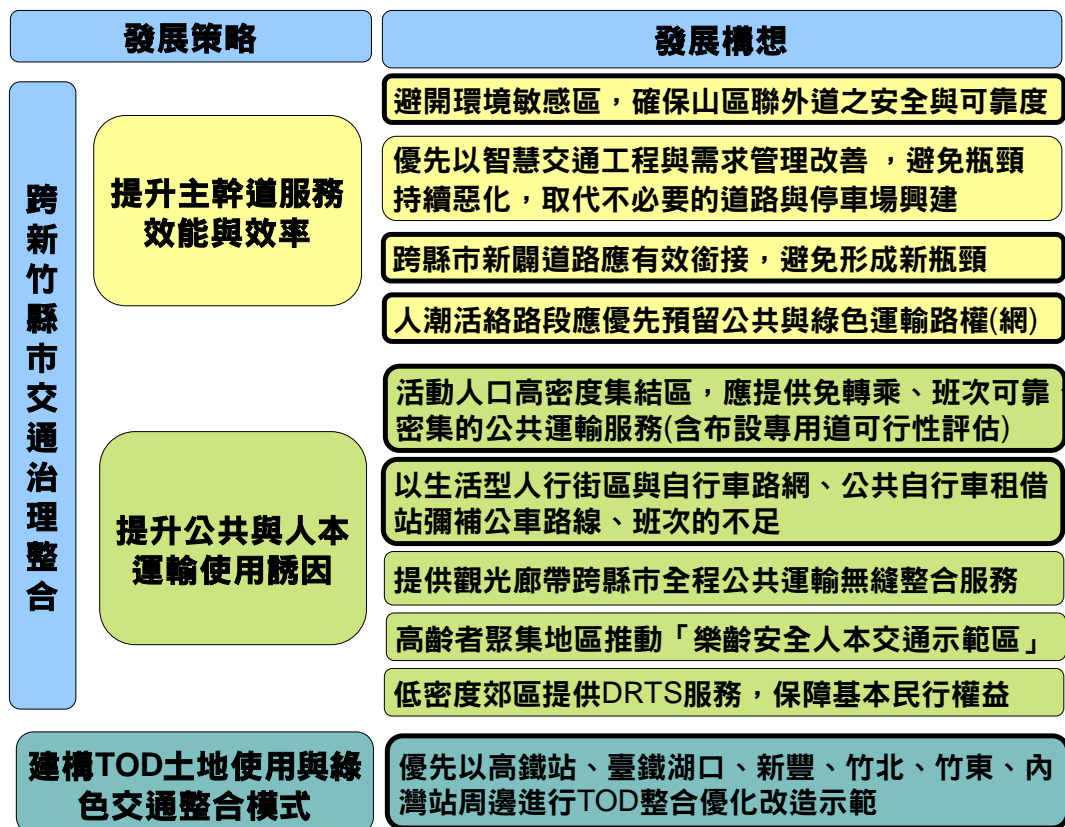 發展策略
發展構想
跨新竹縣市交通治理整合
提升主幹道服務
效能與效率
避開環境敏感區，確保山區聯外道之安全與可靠度
優先以智慧交通工程與需求管理改善 ，避免瓶頸
持續惡化，取代不必要的道路與停車場興建
跨縣市新闢道路應有效銜接，避免形成新瓶頸
人潮活絡路段應優先預留公共與綠色運輸路權(網)
提升公共與人本
運輸使用誘因
活動人口高密度集結區，應提供免轉乘、班次可靠、
密集的公共運輸服務(含布設專用道可行性評估)
以生活型人行街區與自行車路網、公共自行車租借
站彌補公車路線、班次的不足
提供觀光廊帶跨縣市全程公共運輸無縫整合服務
高齡者聚集地區推動「樂齡安全人本交通示範區」
低密度郊區提供DRTS服務，保障基本民行權益
建構TOD土地使用與綠
色交通整合模式
優先以高鐵站、臺鐵湖口、新豐、竹北、竹東、內
灣站周邊進行TOD整合優化改造示範